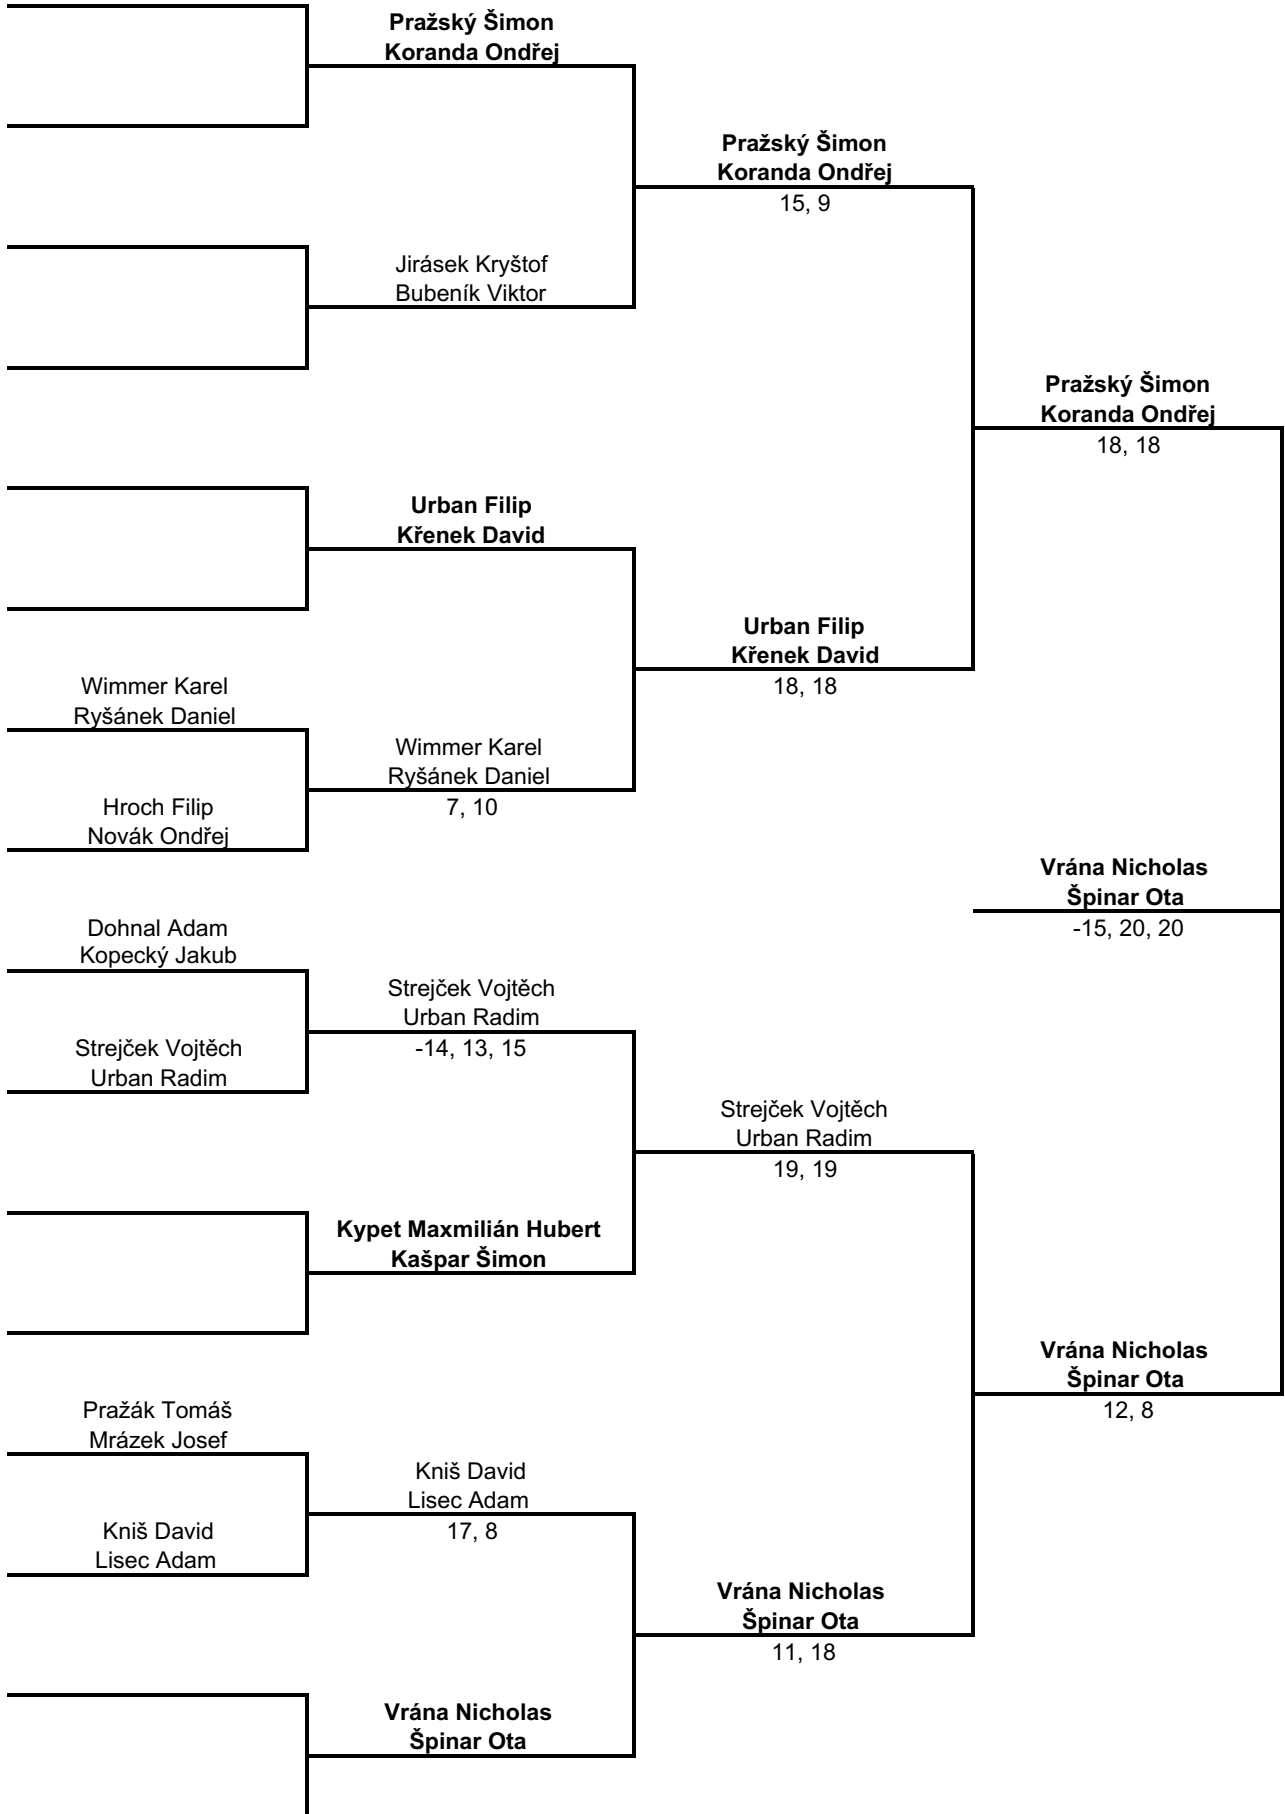 Pražský Šimon
Koranda Ondřej
Pražský Šimon
Koranda Ondřej
15, 9
Jirásek Kryštof
Bubeník Viktor
Pražský Šimon
Koranda Ondřej
18, 18
Urban Filip
Křenek David
Urban Filip
Křenek David
18, 18
Wimmer Karel
Ryšánek Daniel
Wimmer Karel
Ryšánek Daniel
7, 10
Hroch Filip
Novák Ondřej
Vrána Nicholas
Špinar Ota
-15, 20, 20
Dohnal Adam
Kopecký Jakub
Strejček Vojtěch
Urban Radim
-14, 13, 15
Strejček Vojtěch
Urban Radim
Strejček Vojtěch
Urban Radim
19, 19
Kypet Maxmilián Hubert
Kašpar Šimon
Vrána Nicholas
Špinar Ota
12, 8
Pražák Tomáš
Mrázek Josef
Kniš David
Lisec Adam
17, 8
Kniš David
Lisec Adam
Vrána Nicholas
Špinar Ota
11, 18
Vrána Nicholas
Špinar Ota